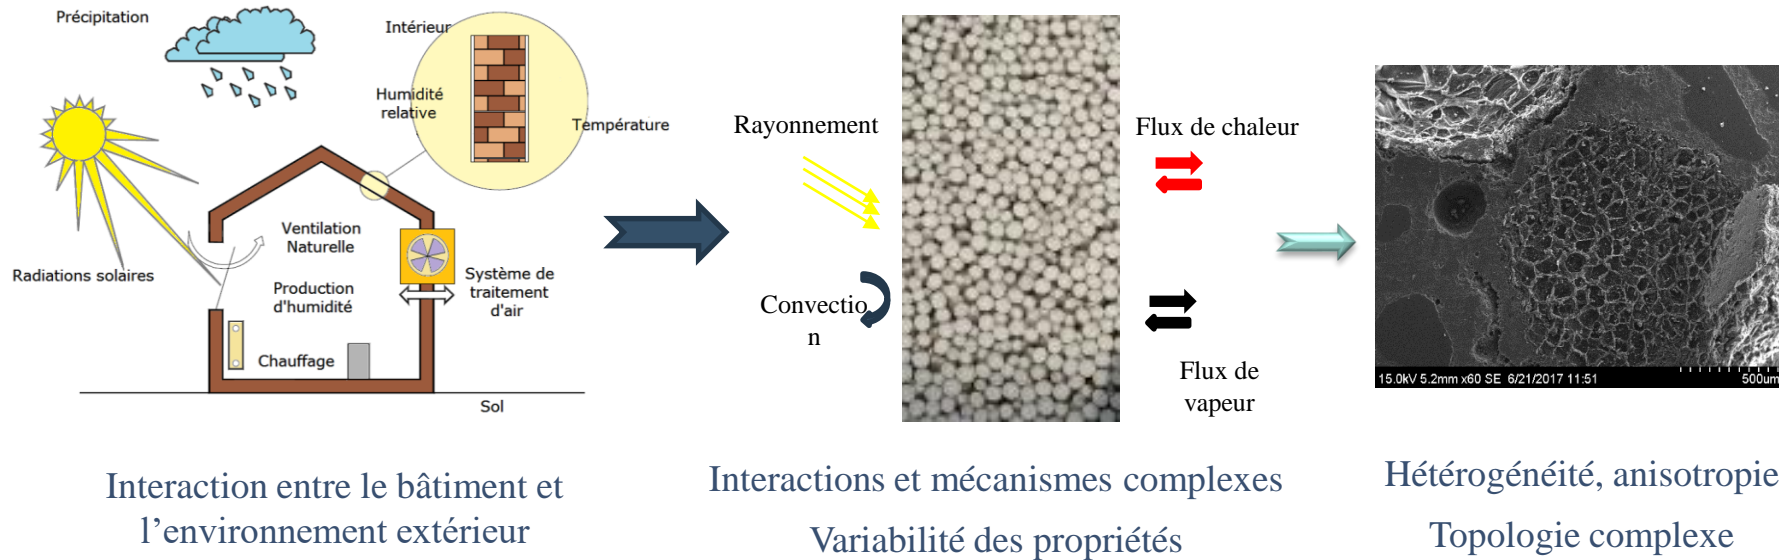 Précipitation
Intérieur
Humidité
relative
Température
Radiations solaires
Ventilation
Naturelle
Production
d'humidité
Système de
traitement
d'air
Chauffage
Sol
Interaction entre le bâtiment et
l’environnement extérieur
Rayonnement
Convectio
n
Flux de chaleur
Flux de
vapeur
Interactions et mécanismes complexes
Variabilité des propriétés
15.0kV 5.2mm x60 SE 6/21/2017 11:51
500um
Hétérogénéité, anisotropie
Topologie complexe